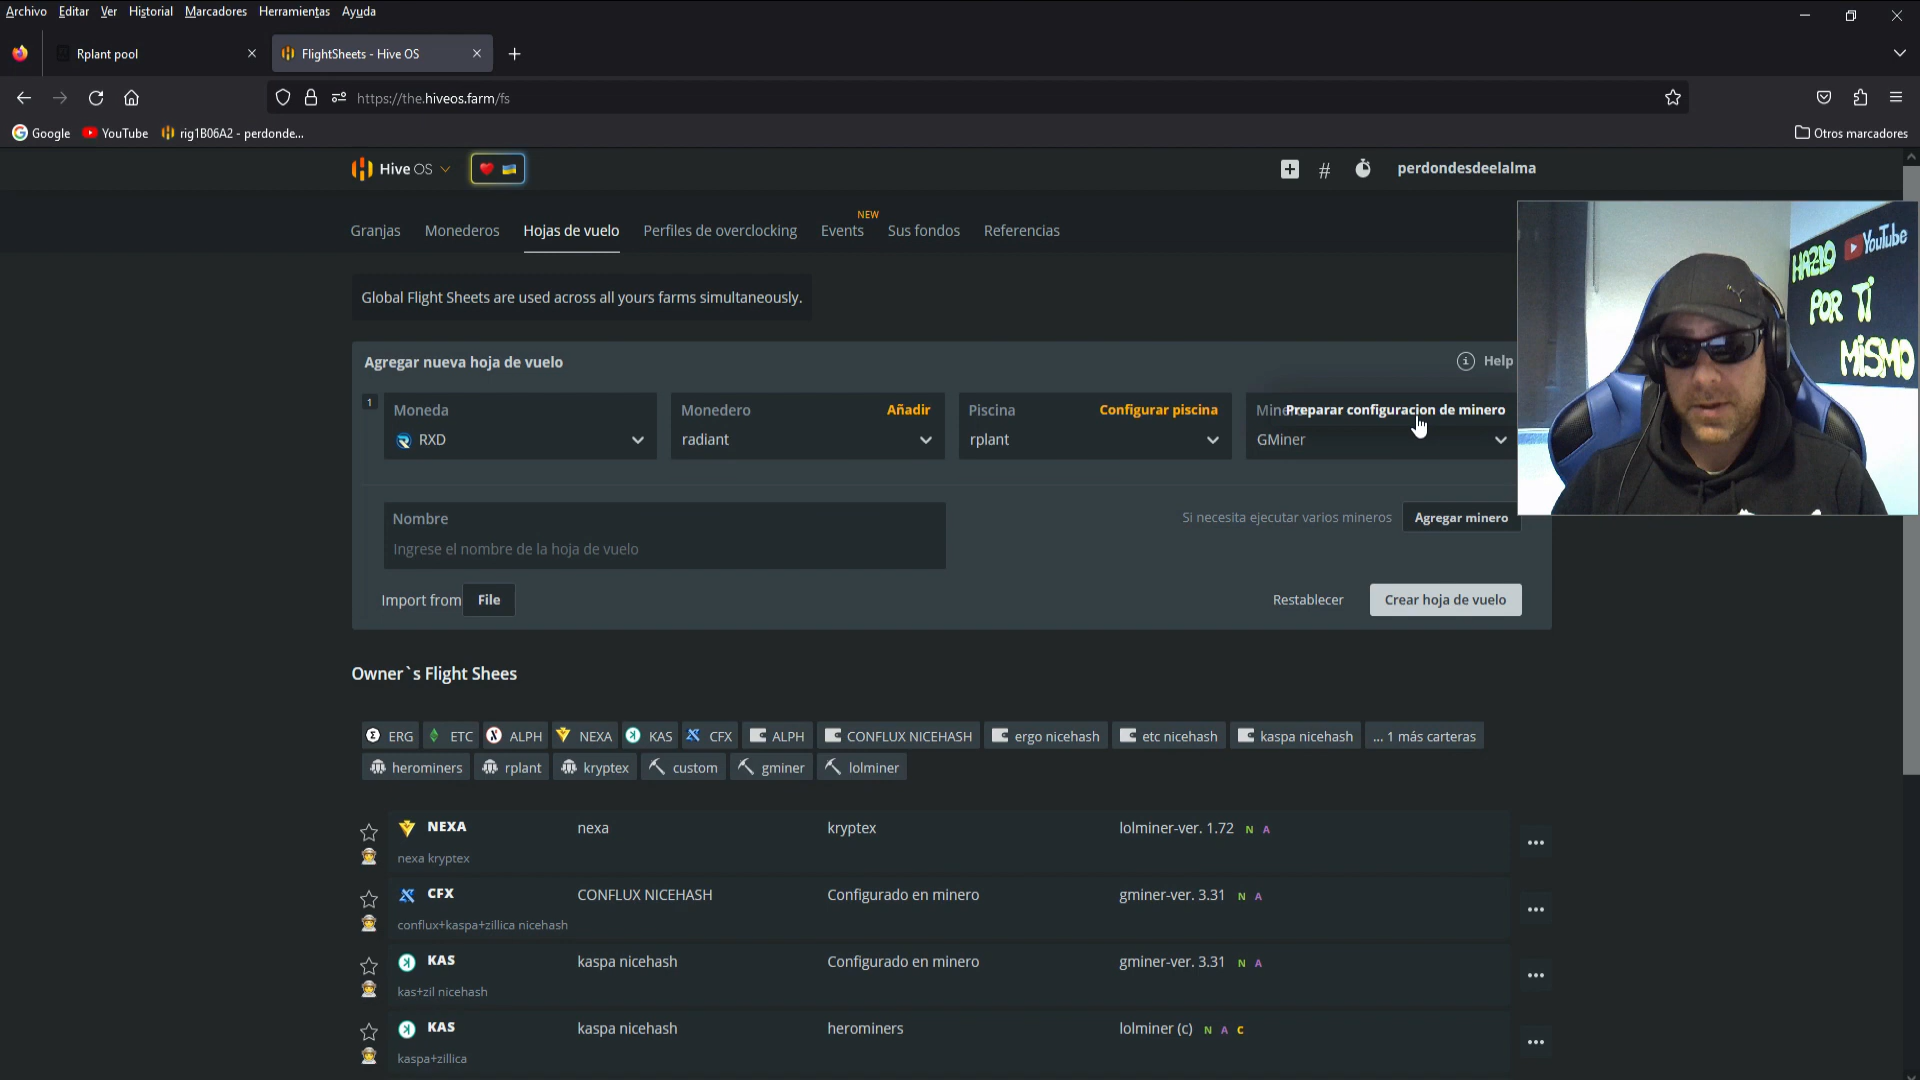 Archivo Editar Ver Historial Marcadores Herramientas Ayuda
Rplant pool
FlightSheets - Hive OS
https://the.hiveos.farm/fs
Google YouTube rig1B06A2 - perdonde... Otros marcadores
Hive OS
# perdondesdeelalma
NEW
Granjas Monederos Hojas de vuelo Perfiles de overclocking Events Sus fondos Referencias
HAZLO YouTube
POR TÍ
MiSMO
Global Flight Sheets are used across all yours farms simultaneously.
Agregar nueva hoja de vuelo Help
1 Moneda Monedero Añadir Piscina Configurar piscina Preparar configuracion de minero
RXD radiant rplant GMiner
Nombre Si necesita ejecutar varios mineros Agregar minero
Ingrese el nombre de la hoja de vuelo
Import from File Restablecer Crear hoja de vuelo
Owner`s Flight Shees
ERG ETC ALPH NEXA KAS CFX ALPH CONFLUX NICEHASH ergo nicehash etc nicehash kaspa nicehash ... 1 más carteras
herominers rplant kryptex custom gminer lolminer
NEXA nexa kryptex lolminer-ver. 1.72 N A
nexa kryptex
CFX CONFLUX NICEHASH Configurado en minero gminer-ver. 3.31 N A
conflux+kaspa+zillica nicehash
KAS kaspa nicehash Configurado en minero gminer-ver. 3.31 N A
kas+zil nicehash
KAS kaspa nicehash herominers lolminer (c) N A C
kaspa+zillica